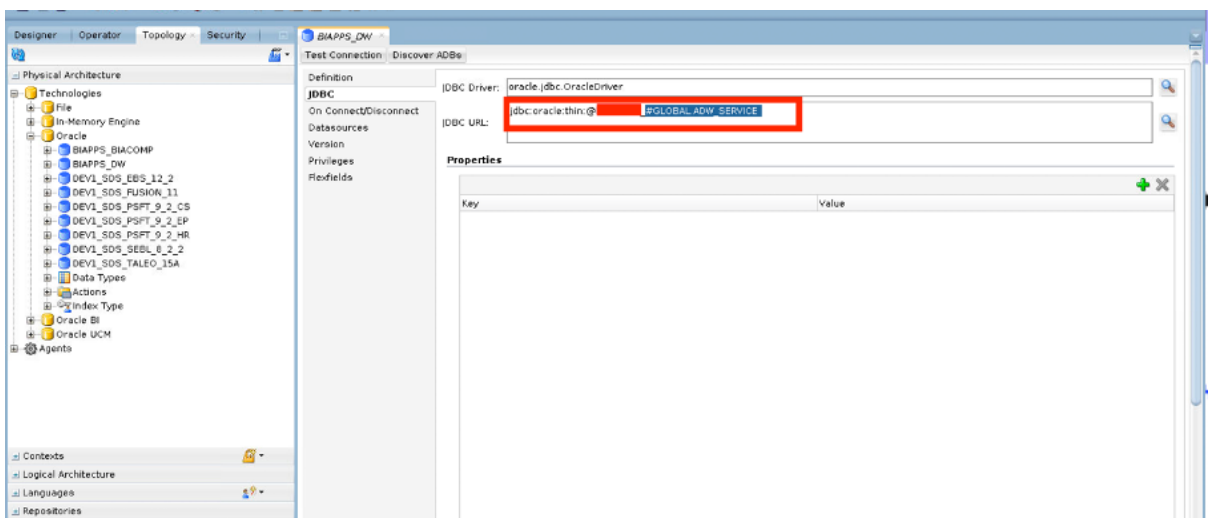 Designer Operator Topology Security
BIAPPS_DW
Test Connection Discover ADBs
Physical Architecture
Technologies
File
In-Memory Engine
Oracle
BIAPPS_BIACOMP
BIAPPS_DW
DEV1_SDS_EBS_12_2
DEV1_SDS_FUSION_11
DEV1_SDS_PSFT_9_2_CS
DEV1_SDS_PSFT_9_2_EP
DEV1_SDS_PSFT_9_2_HR
DEV1_SDS_SEBL_8_2_2
DEV1_SDS_TALEO_15A
Data Types
Actions
Index Type
Oracle BI
Oracle UCM
Agents
Contexts
Logical Architecture
Languages
Repositories
Definition
JDBC
On Connect/Disconnect
Datasources
Version
Privileges
Flexfields
JDBC Driver: oracle.jdbc.OracleDriver
JDBC URL: jdbc:oracle:thin:@ #GLOBAL.ADW_SERVICE
Properties
Key Value